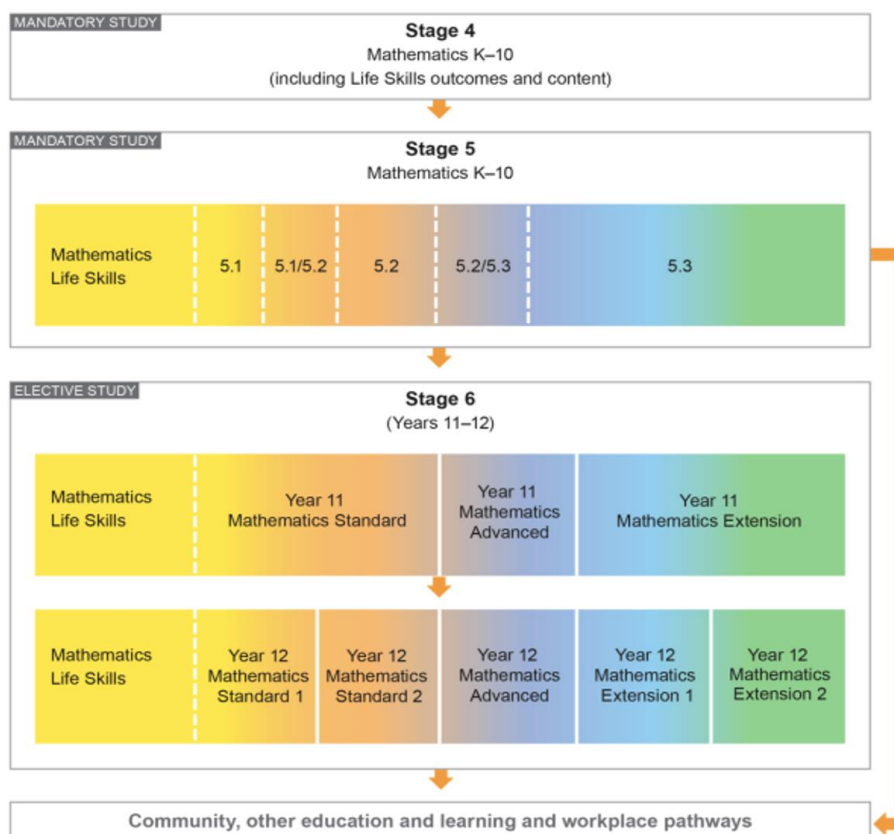 MANDATORY STUDY
Stage 4
Mathematics K–10
(including Life Skills outcomes and content)
MANDATORY STUDY
Stage 5
Mathematics K–10
Mathematics
Life Skills
5.1
5.1/5.2
5.2
5.2/5.3
5.3
ELECTIVE STUDY
Stage 6
(Years 11–12)
Mathematics
Life Skills
Year 11
Mathematics Standard
Year 11
Mathematics
Advanced
Year 11
Mathematics Extension
Mathematics
Life Skills
Year 12
Mathematics
Standard 1
Year 12
Mathematics
Standard 2
Year 12
Mathematics
Advanced
Year 12
Mathematics
Extension 1
Year 12
Mathematics
Extension 2
Community, other education and learning and workplace pathways